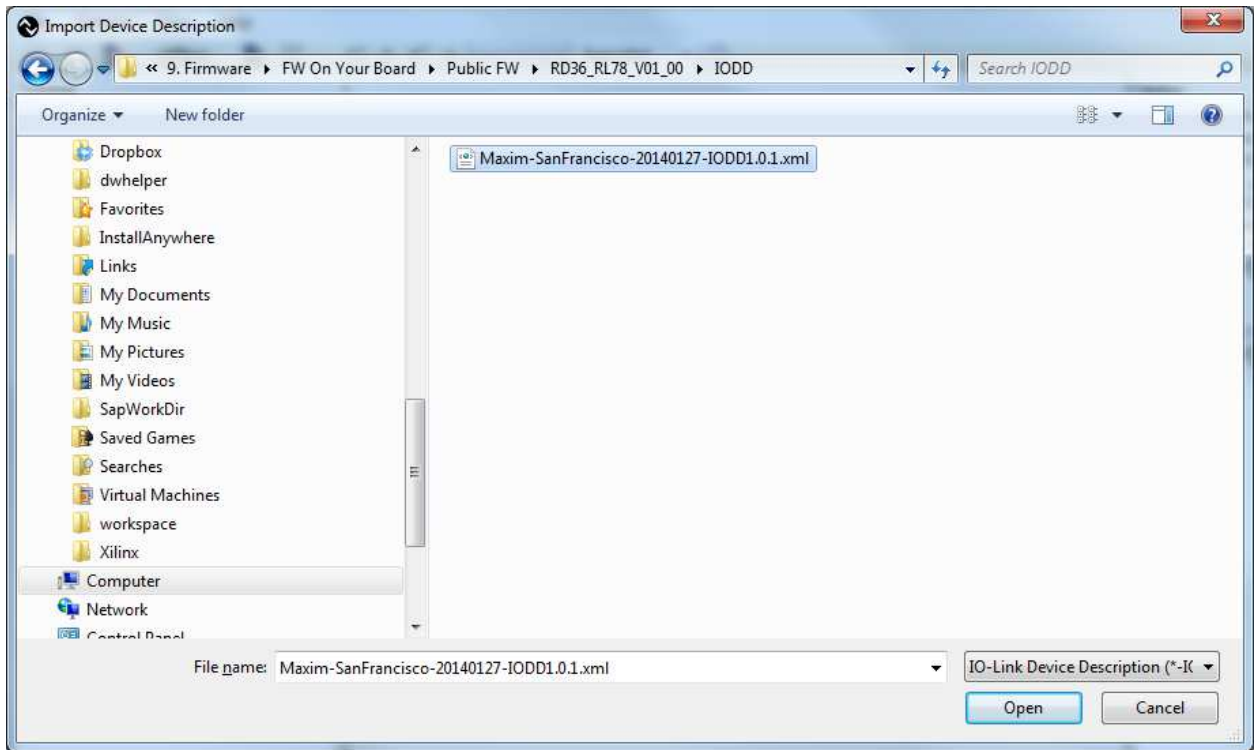 Import Device Description
« 9. Firmware ▸ FW On Your Board ▸ Public FW ▸ RD36_RL78_V01_00 ▸ IODD
Search IODD
Organize ▾ New folder
Dropbox
Maxim-SanFrancisco-20140127-IODD1.0.1.xml
dwhelper
Favorites
InstallAnywhere
Links
My Documents
My Music
My Pictures
My Videos
SapWorkDir
Saved Games
Searches
Virtual Machines
workspace
Xilinx
Computer
Network
Control Panel
File name: Maxim-SanFrancisco-20140127-IODD1.0.1.xml
IO-Link Device Description (*-I
Open Cancel